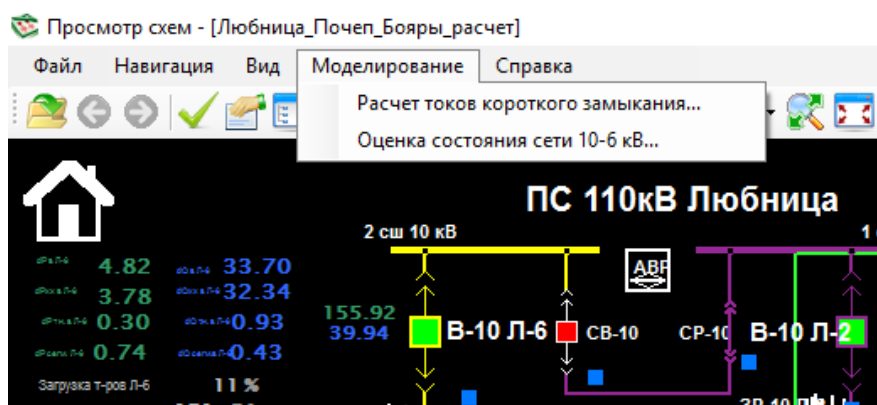 Просмотр схем - [Любница_Почеп_Бояры_расчет]
Файл Навигация Вид Моделирование Справка
Расчет токов короткого замыкания...
Оценка состояния сети 10-6 кВ...
ПС 110кВ Любница
2 сш 10 кВ
1
АВР
4.82 33.70
3.78 32.34
0.30 0.93
0.74 0.43
155.92
39.94
В-10 Л-6
СВ-10
СР-10
В-10 Л-2
Загрузка т-ров Л-6 11 %